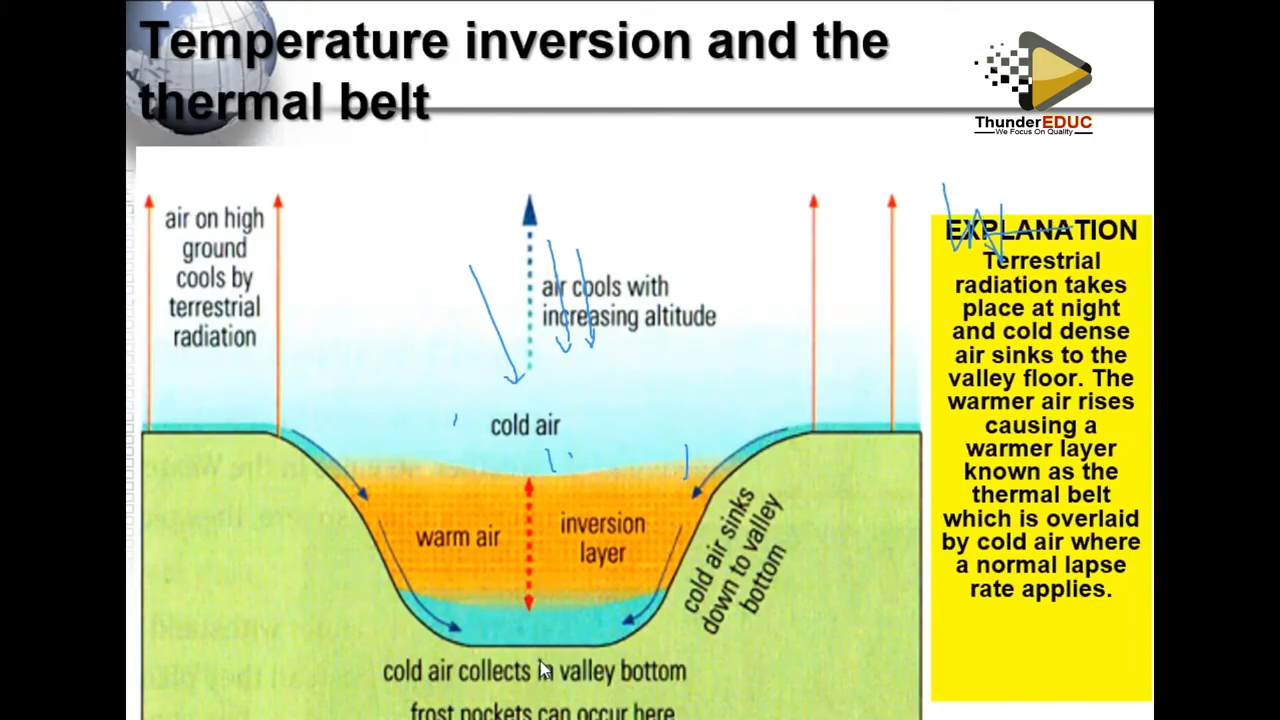 Temperature inversion and the
thermal belt
ThunderEDUC
We Focus On Quality
air on high
ground
cools by
terrestrial
radiation
air cools with
increasing altitude
cold air
warm air
inversion
layer
cold air sinks
down to valley
bottom
cold air collects in valley bottom
frost pockets can occur here
EXPLANATION
Terrestrial
radiation takes
place at night
and cold dense
air sinks to the
valley floor. The
warmer air rises
causing a
warmer layer
known as the
thermal belt
which is overlaid
by cold air where
a normal lapse
rate applies.